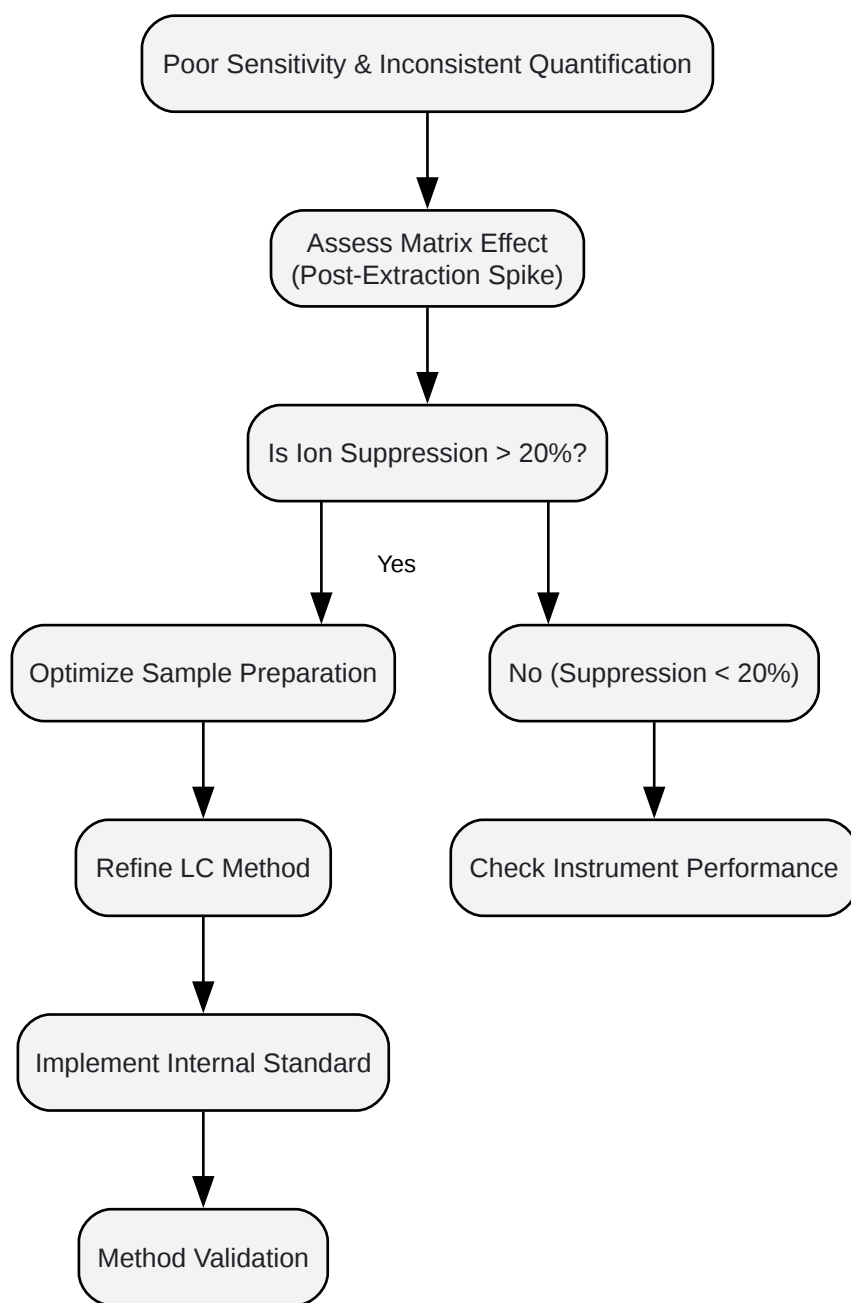 Poor Sensitivity & Inconsistent Quantification
Assess Matrix Effect
(Post-Extraction Spike)
Is Ion Suppression > 20%?
Yes
Optimize Sample Preparation
No (Suppression < 20%)
Refine LC Method
Check Instrument Performance
Implement Internal Standard
Method Validation